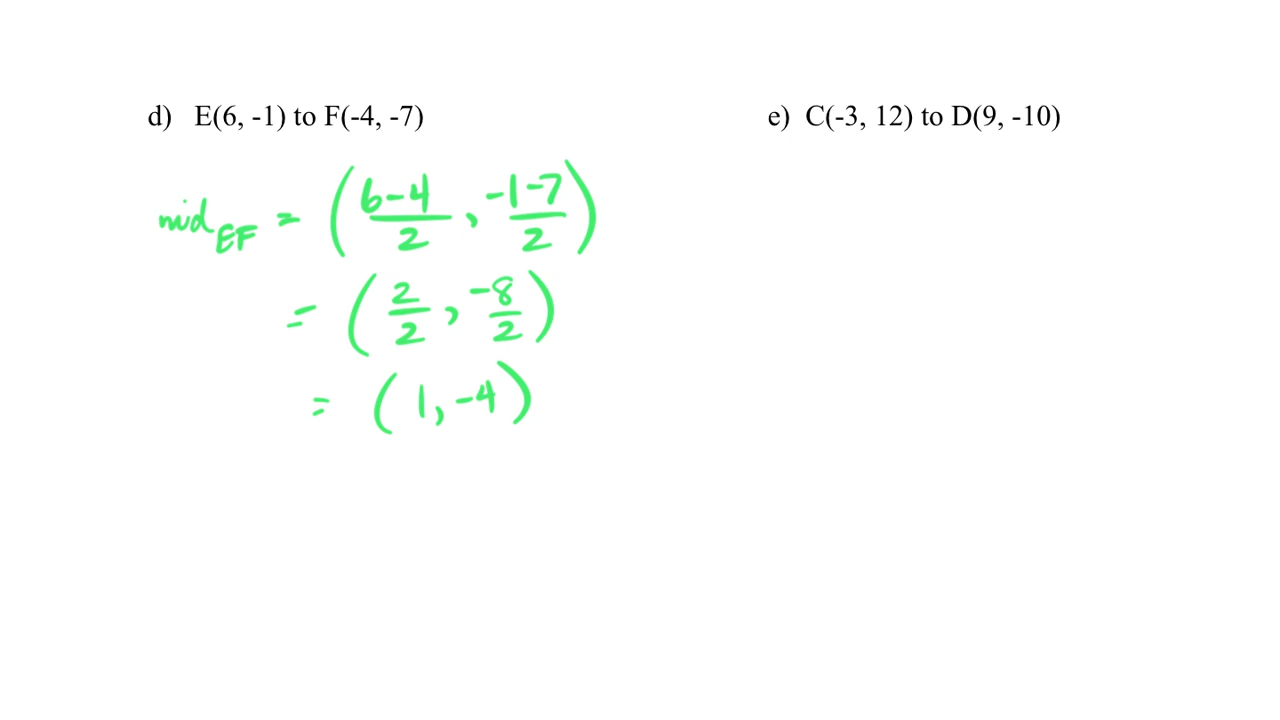 d) E(6, -1) to F(-4, -7)
e) C(-3, 12) to D(9, -10)
mid_EF = ( (6-4)/2 , (-1-7)/2 )
= ( 2/2 , -8/2 )
= ( 1, -4 )